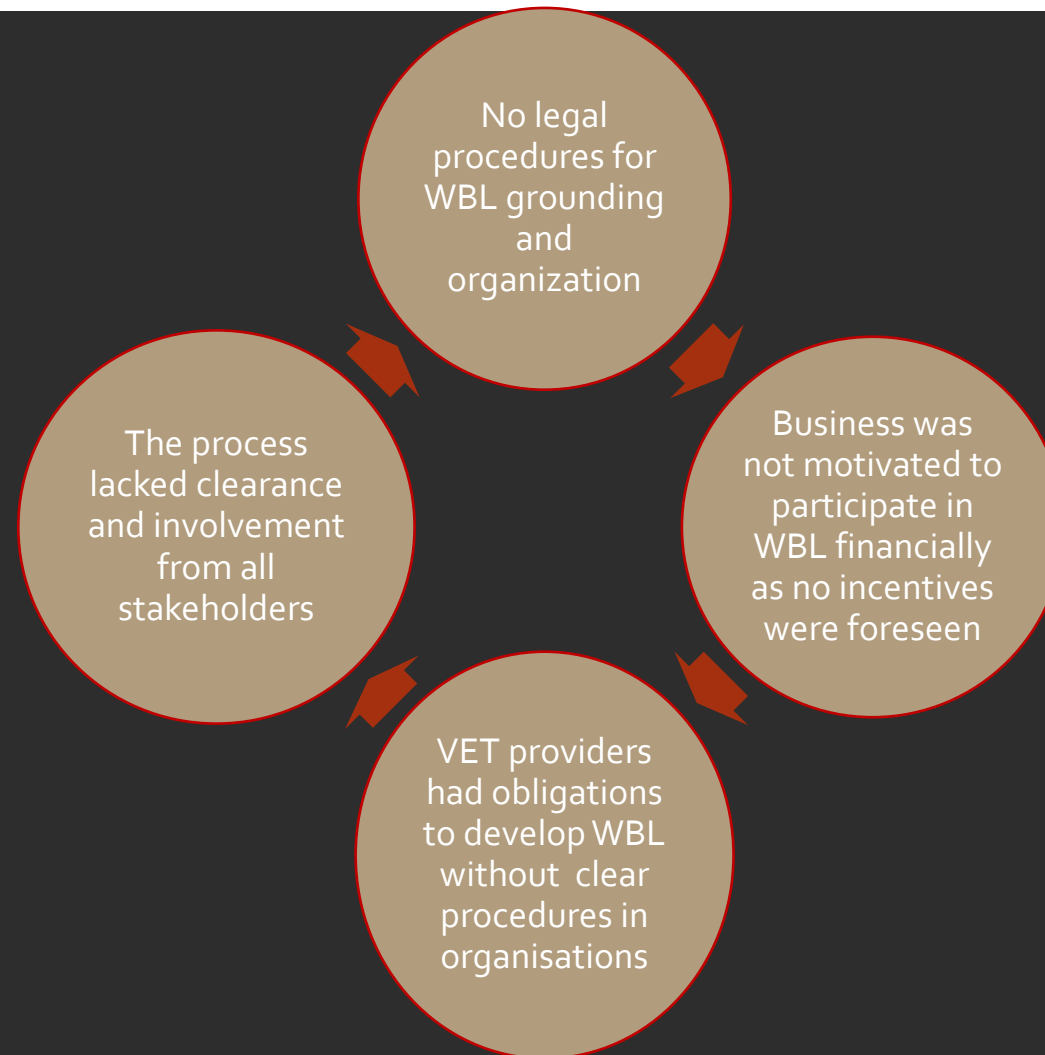 No legal
procedures for
WBL grounding
and
organization
Business was
not motivated to
participate in
WBL financially
as no incentives
were foreseen
VET providers
had obligations
to develop WBL
without  clear
procedures in
organisations
The process
lacked clearance
and involvement
from all
stakeholders